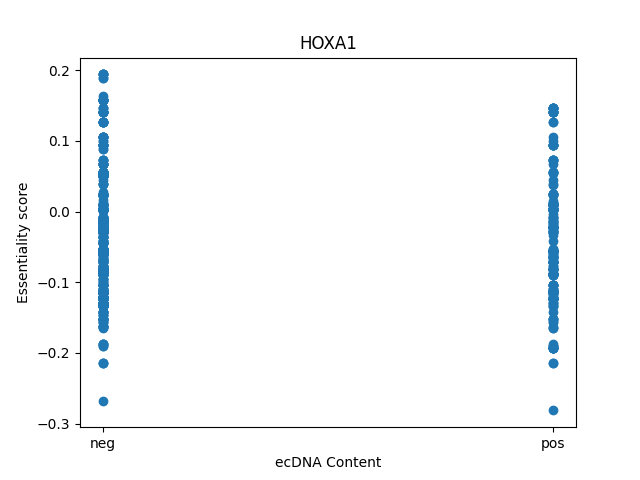 HOXA1
Essentiality score
0.2
0.1
0.0
−0.1
−0.2
−0.3
neg
pos
ecDNA Content